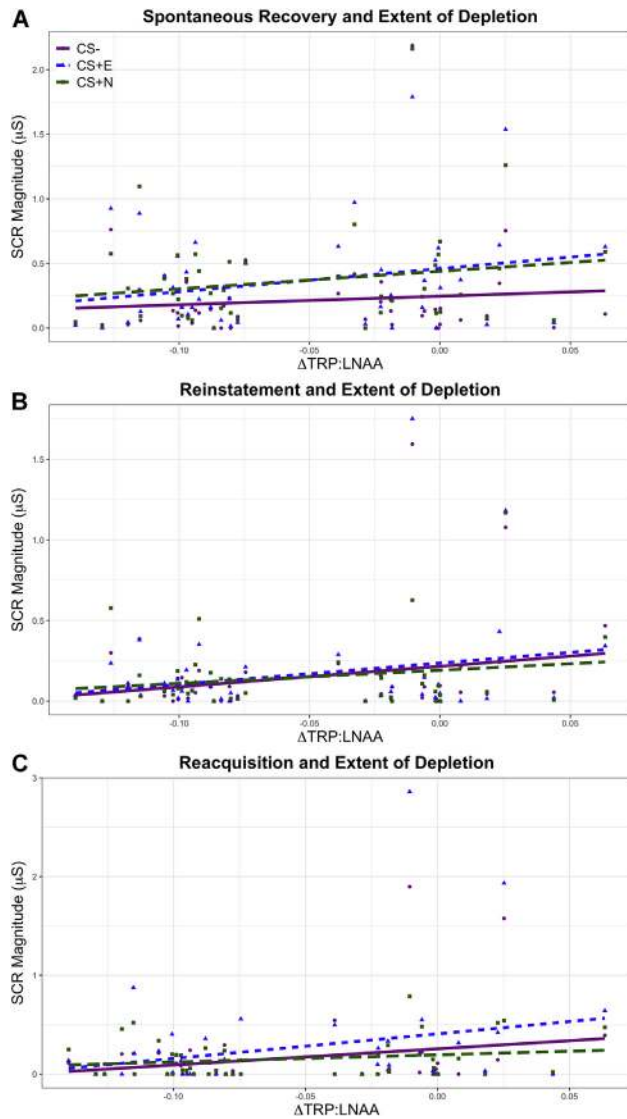 A
Spontaneous Recovery and Extent of Depletion
CS-
CS+E
CS+N
SCR Magnitude (μS)
2.0
1.5
1.0
0.5
0.0
-0.10
-0.05
0.00
0.05
ΔTRP:LNAA
B
Reinstatement and Extent of Depletion
SCR Magnitude (μS)
1.5
1.0
0.5
0.0
-0.10
-0.05
0.00
0.05
ΔTRP:LNAA
C
Reacquisition and Extent of Depletion
SCR Magnitude (μS)
3
2
1
0
-0.10
-0.05
0.00
0.05
ΔTRP:LNAA